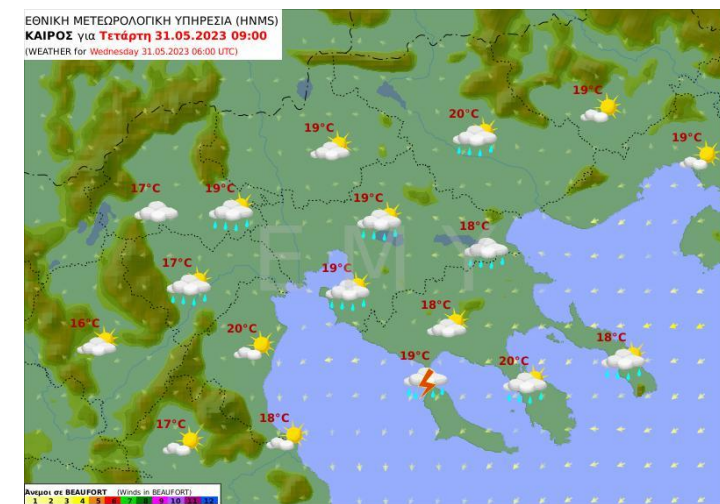 ΕΘΝΙΚΗ ΜΕΤΕΩΡΟΛΟΓΙΚΗ ΥΠΗΡΕΣΙΑ (HNMS)
ΚΑΙΡΟΣ για Τετάρτη 31.05.2023 09:00
(WEATHER for Wednesday 31.05.2023 06:00 UTC)
19°C
20°C
19°C
19°C
17°C
19°C
19°C
18°C
ΕΜΥ
17°C
19°C
16°C
20°C
18°C
19°C
20°C
18°C
17°C
18°C
Άνεμοι σε BEAUFORT (Winds in BEAUFORT)
1 2 3 4 5 6 7 8 9 10 11 12